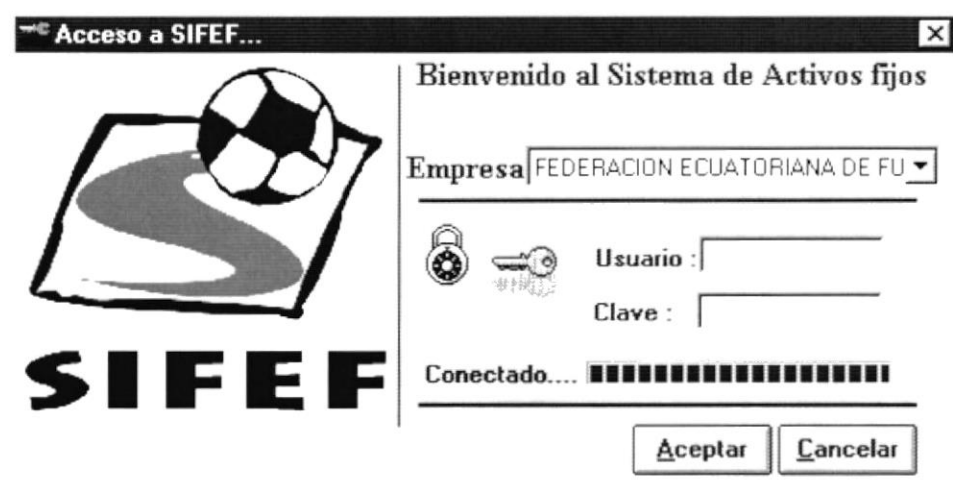 Acceso a SIFEF...
Bienvenido al Sistema de Activos fijos
Empresa FEDERACION ECUATORIANA DE FU
Usuario :
Clave :
SIFEF
Conectado....
Aceptar Cancelar